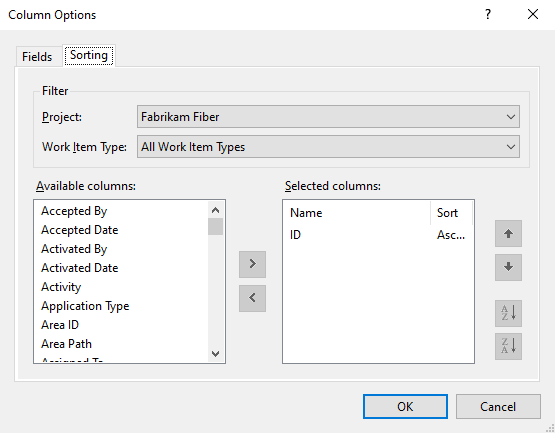 Column Options
Fields
Sorting
Filter
Project:
Fabrikam Fiber
Work Item Type:
All Work Item Types
Available columns:
Accepted By
Accepted Date
Activated By
Activated Date
Activity
Application Type
Area ID
Area Path
Assigned To
Selected columns:
Name Sort
ID Asc...
A
Z
Z
A
OK
Cancel